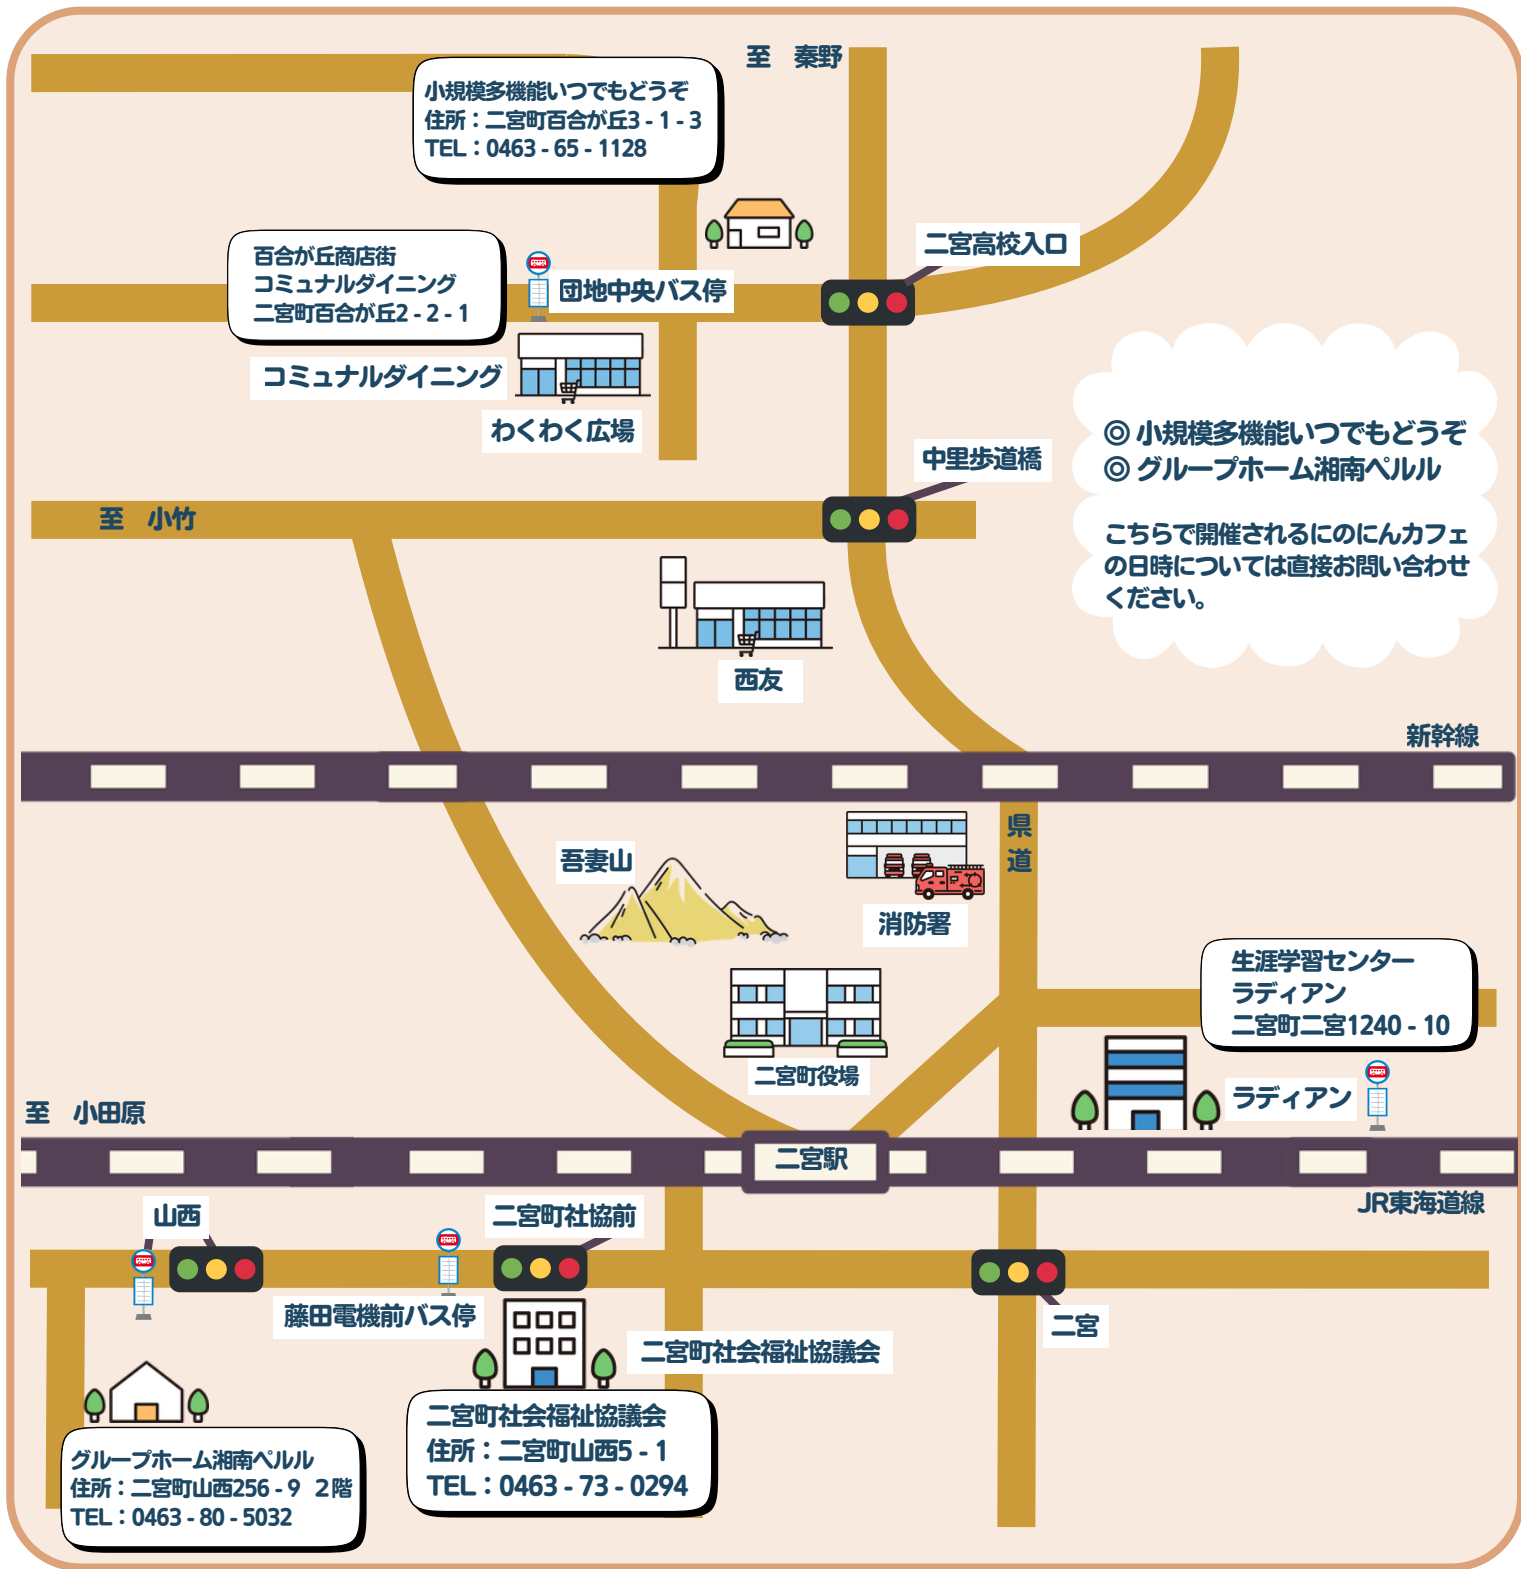 至　秦野
小規模多機能いつでもどうぞ
住所：二宮町百合が丘3 - 1 - 3
TEL：0463 - 65 - 1128
二宮高校入口
百合が丘商店街
コミュナルダイニング
二宮町百合が丘2 - 2 - 1
団地中央バス停
コミュナルダイニング
わくわく広場
◎ 小規模多機能いつでもどうぞ
◎ グループホーム湘南ペルル
こちらで開催されるにのにんカフェ
の日時については直接お問い合わせ
ください。
中里歩道橋
至　小竹
西友
新幹線
県
道
吾妻山
消防署
生涯学習センター
ラディアン
二宮町二宮1240 - 10
二宮町役場
ラディアン
至　小田原
二宮駅
JR東海道線
山西
二宮町社協前
藤田電機前バス停
二宮
二宮町社会福祉協議会
二宮町社会福祉協議会
住所：二宮町山西5 - 1
TEL：0463 - 73 - 0294
グループホーム湘南ペルル
住所：二宮町山西256 - 9　２階
TEL：0463 - 80 - 5032